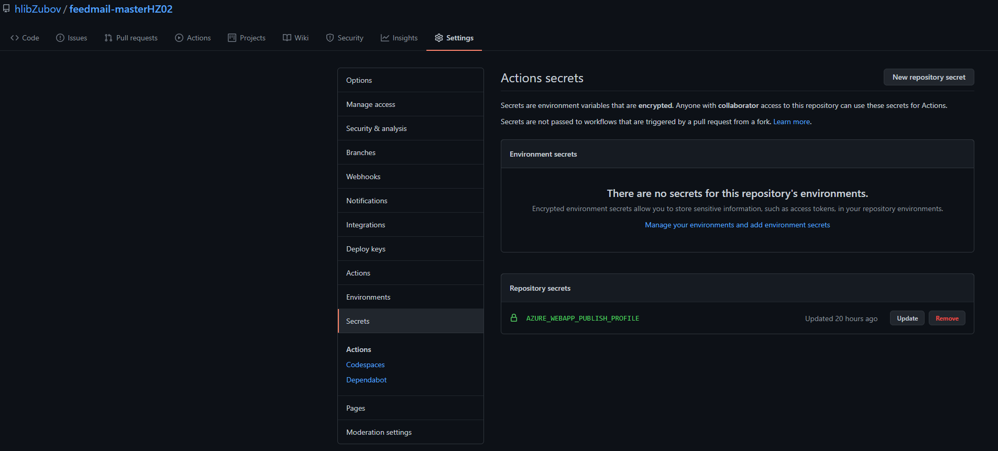 hlibZubov / feedmail-masterHZ02
Code Issues Pull requests Actions Projects Wiki Security Insights Settings
Options
Manage access
Security & analysis
Branches
Webhooks
Notifications
Integrations
Deploy keys
Actions
Environments
Secrets
Actions
Codespaces
Dependabot
Pages
Moderation settings
Actions secrets
New repository secret
Secrets are environment variables that are encrypted. Anyone with collaborator access to this repository can use these secrets for Actions.
Secrets are not passed to workflows that are triggered by a pull request from a fork. Learn more.
Environment secrets
There are no secrets for this repository's environments.
Encrypted environment secrets allow you to store sensitive information, such as access tokens, in your repository environments.
Manage your environments and add environment secrets
Repository secrets
AZURE_WEBAPP_PUBLISH_PROFILE Updated 20 hours ago Update Remove